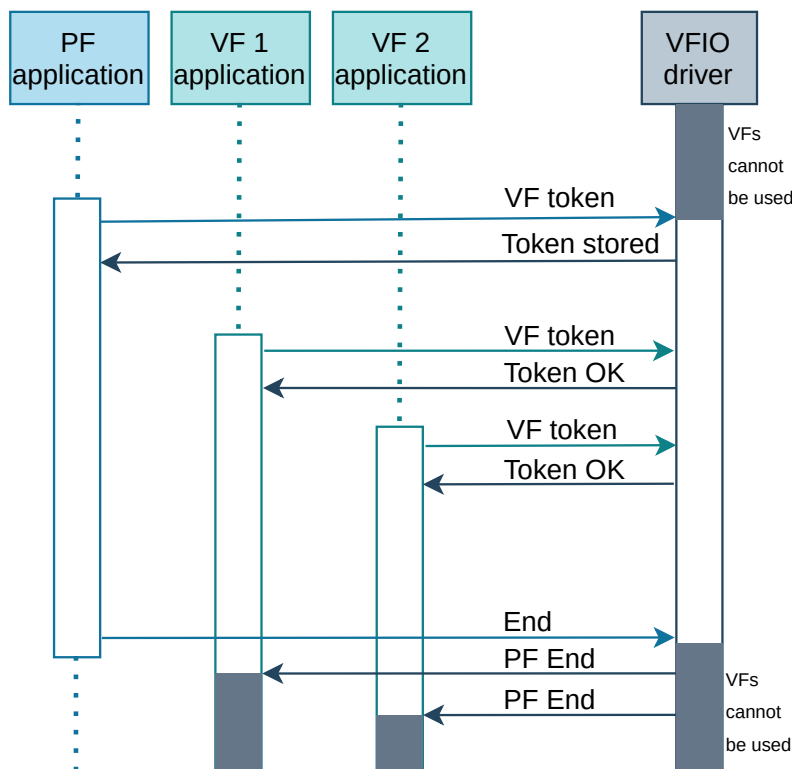 PF
application
VF 1
application
VF 2
application
VFIO
driver
VFs
cannot
be used
VF token
Token stored
VF token
Token OK
VF token
Token OK
End
PF End
PF End
VFs
cannot
be used